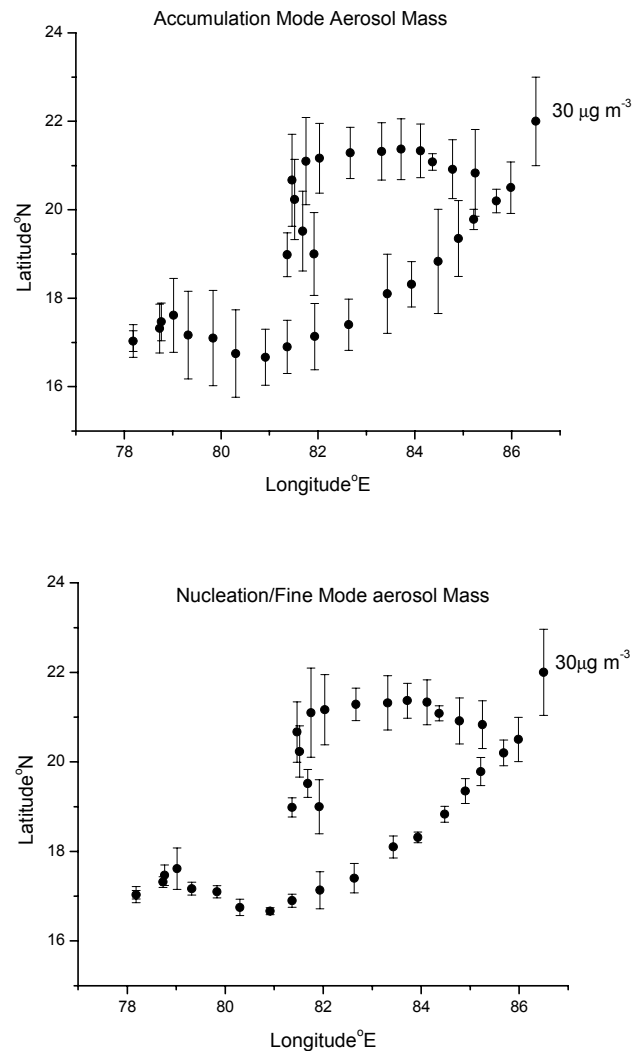 Accumulation Mode Aerosol Mass
24
22
20
18
16
78 80 82 84 86
Latitude°N
Longitude°E
30 μg m-3
Nucleation/Fine Mode aerosol Mass
24
22
20
18
16
78 80 82 84 86
Latitude°N
Longitude°E
30μg m-3